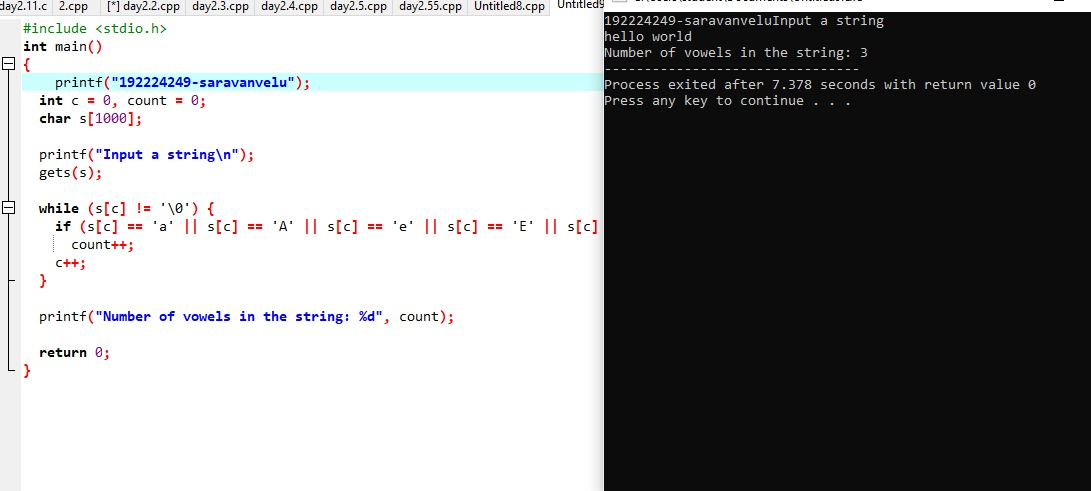 day2.11.c 2.cpp [*] day2.2.cpp day2.3.cpp day2.4.cpp day2.5.cpp day2.55.cpp Untitled8.cpp Untitled9
#include <stdio.h>
int main()
{
printf("192224249-saravanvelu");
int c = 0, count = 0;
char s[1000];
printf("Input a string\n");
gets(s);
while (s[c] != '\0') {
if (s[c] == 'a' || s[c] == 'A' || s[c] == 'e' || s[c] == 'E' || s[c]
count++;
c++;
}
printf("Number of vowels in the string: %d", count);
return 0;
}
192224249-saravanveluInput a string
hello world
Number of vowels in the string: 3
--------------------------------
Process exited after 7.378 seconds with return value 0
Press any key to continue . . .